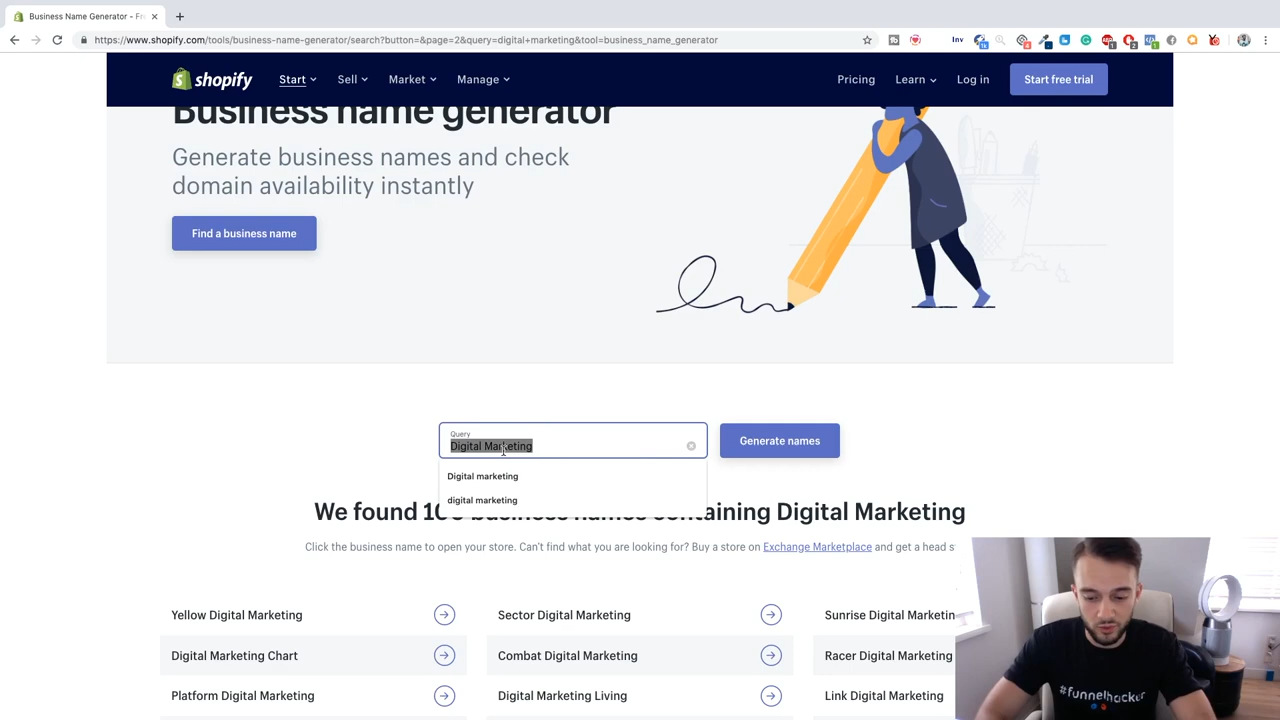 Business Name Generator - Fr
https://www.shopify.com/tools/business-name-generator/search?button=&page=2&query=digital+marketing&tool=business_name_generator
Inv
shopify
Start
Sell
Market
Manage
Pricing
Learn
Log in
Start free trial
Business name generator
Generate business names and check
domain availability instantly
Find a business name
Query
Digital Marketing
Generate names
Digital marketing
digital marketing
We found 10 business names containing Digital Marketing
Click the business name to open your store. Can't find what you are looking for? Buy a store on Exchange Marketplace and get a head s
Yellow Digital Marketing
Sector Digital Marketing
Sunrise Digital Marketin
Digital Marketing Chart
Combat Digital Marketing
Racer Digital Marketing
Platform Digital Marketing
Digital Marketing Living
Link Digital Marketing
#funnelhacker